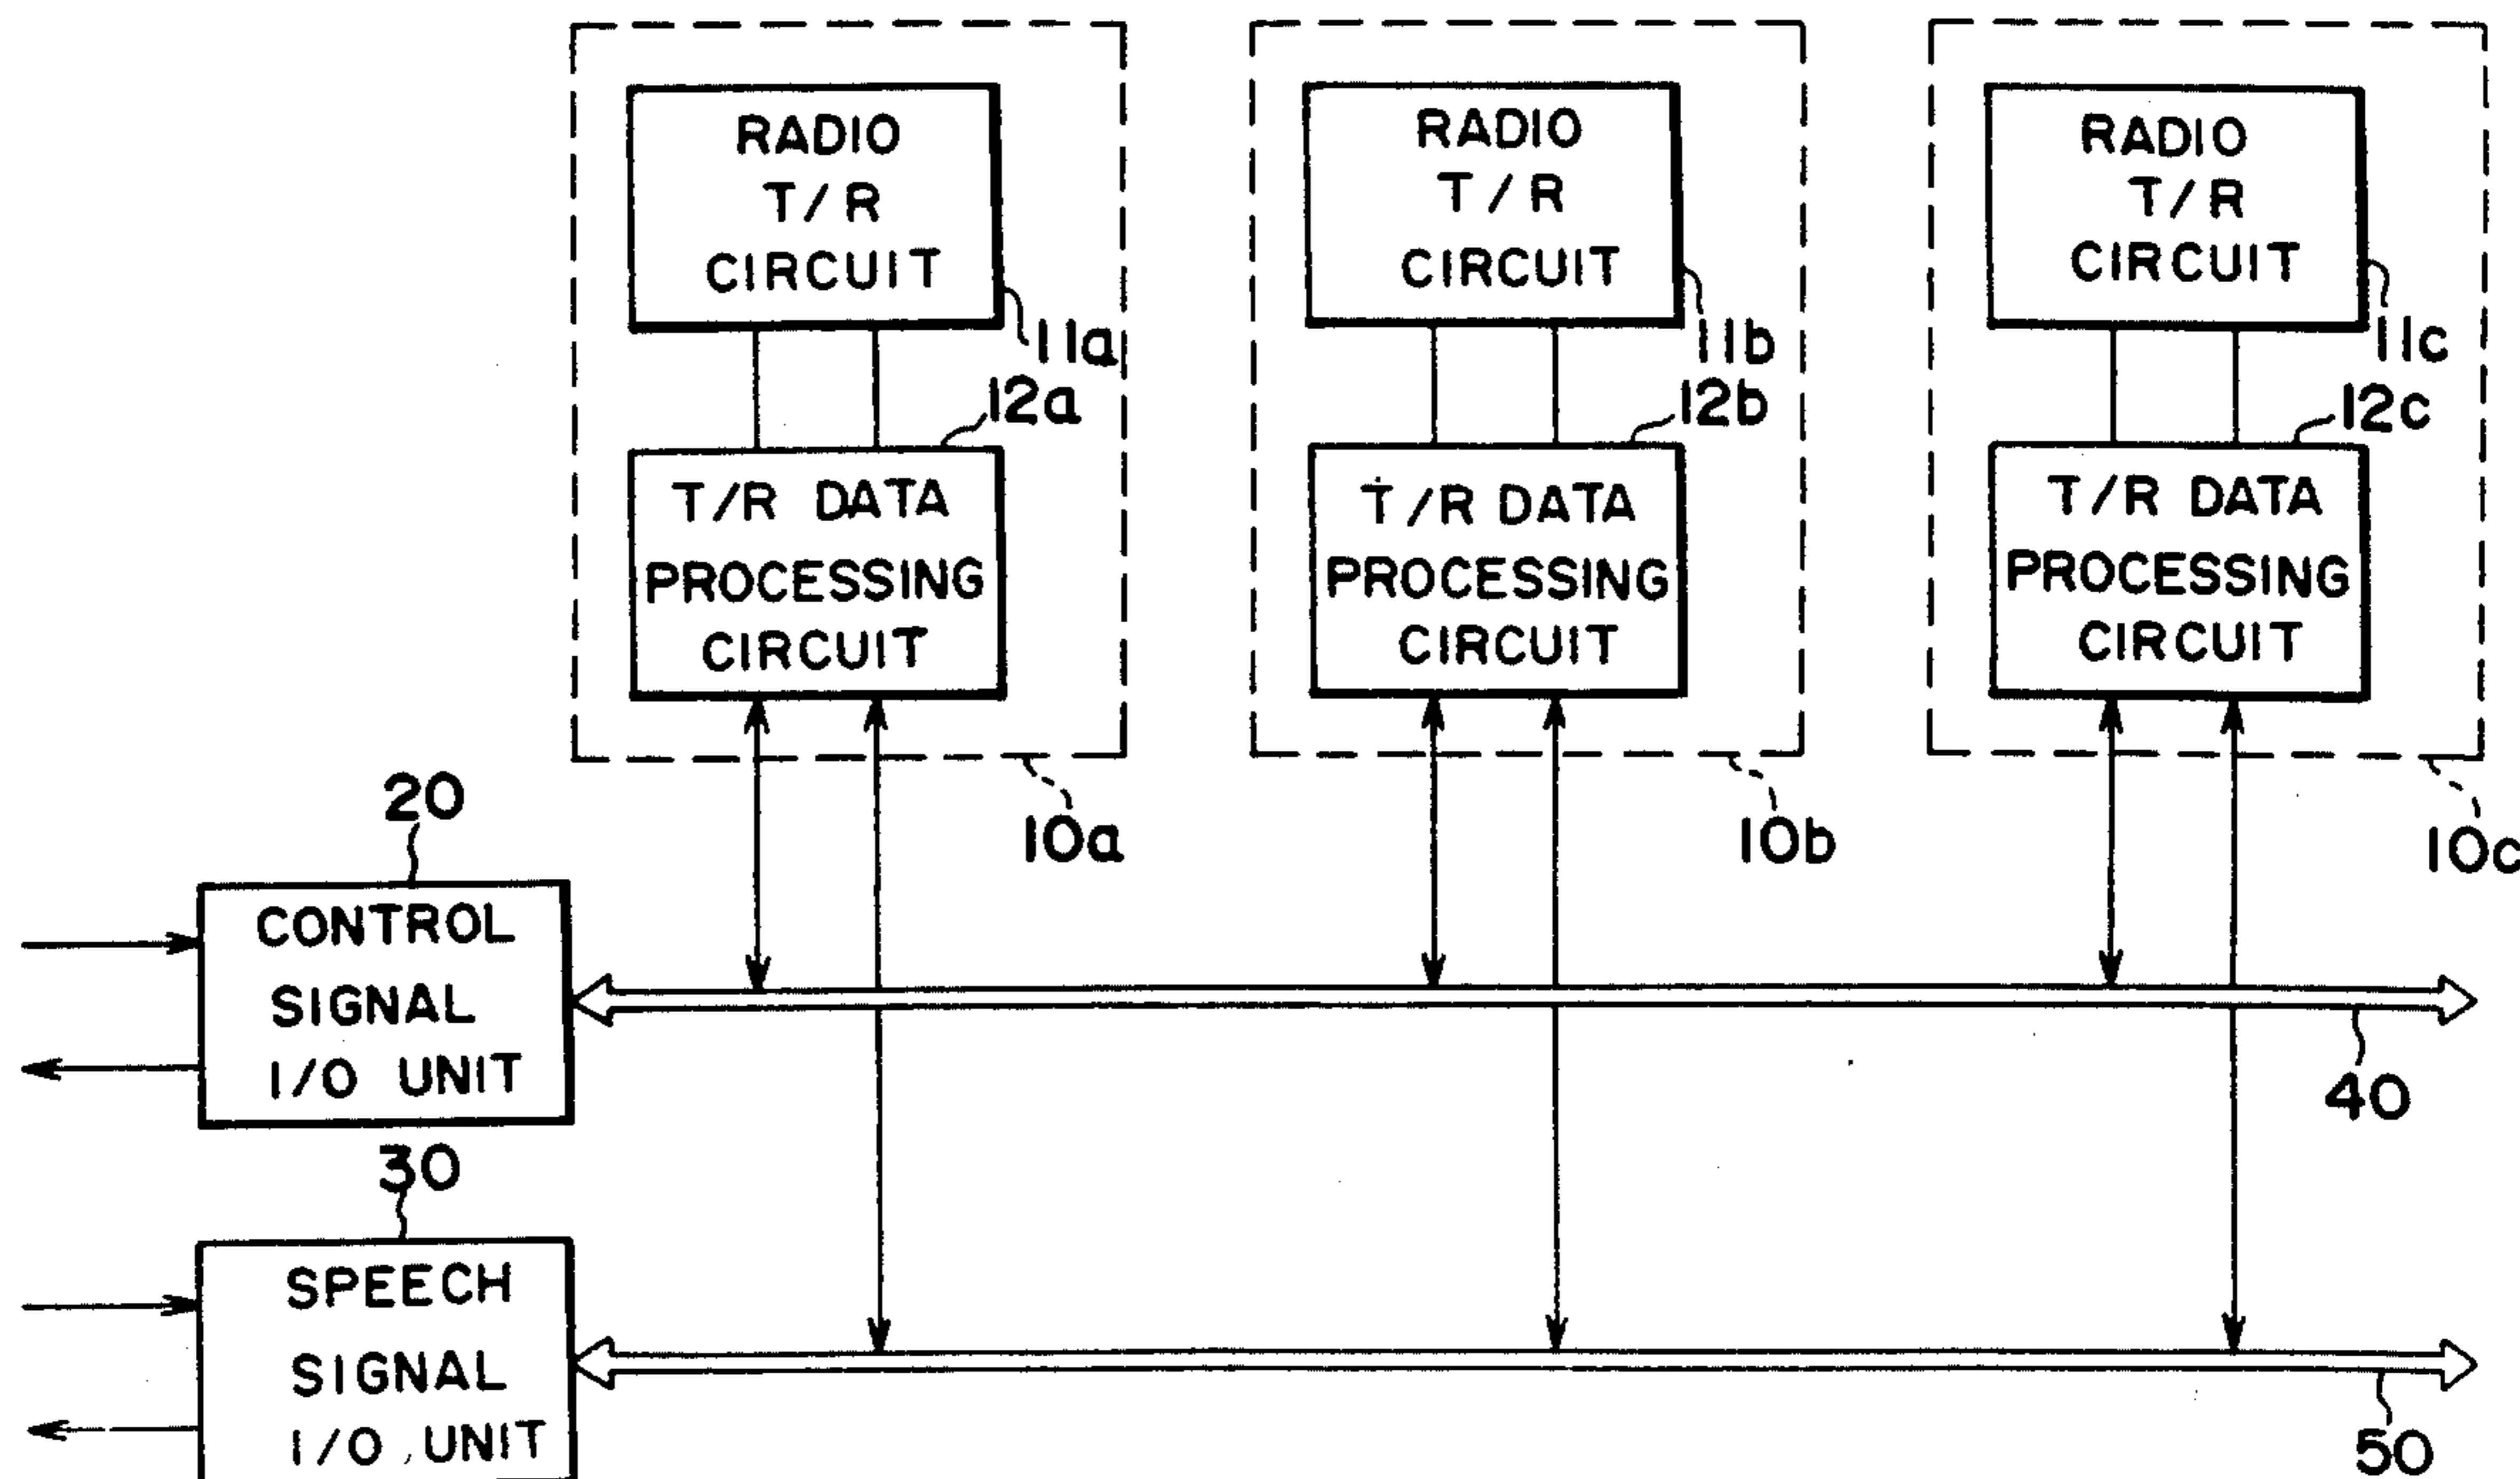 RADIO
T/R
CIRCUIT
11a
12a
T/R DATA
PROCESSING
CIRCUIT
10a
RADIO
T/R
CIRCUIT
11b
12b
T/R DATA
PROCESSING
CIRCUIT
10b
RADIO
T/R
CIRCUIT
11c
12c
T/R DATA
PROCESSING
CIRCUIT
10c
20
CONTROL
SIGNAL
I/O UNIT
40
30
SPEECH
SIGNAL
I/O UNIT
50